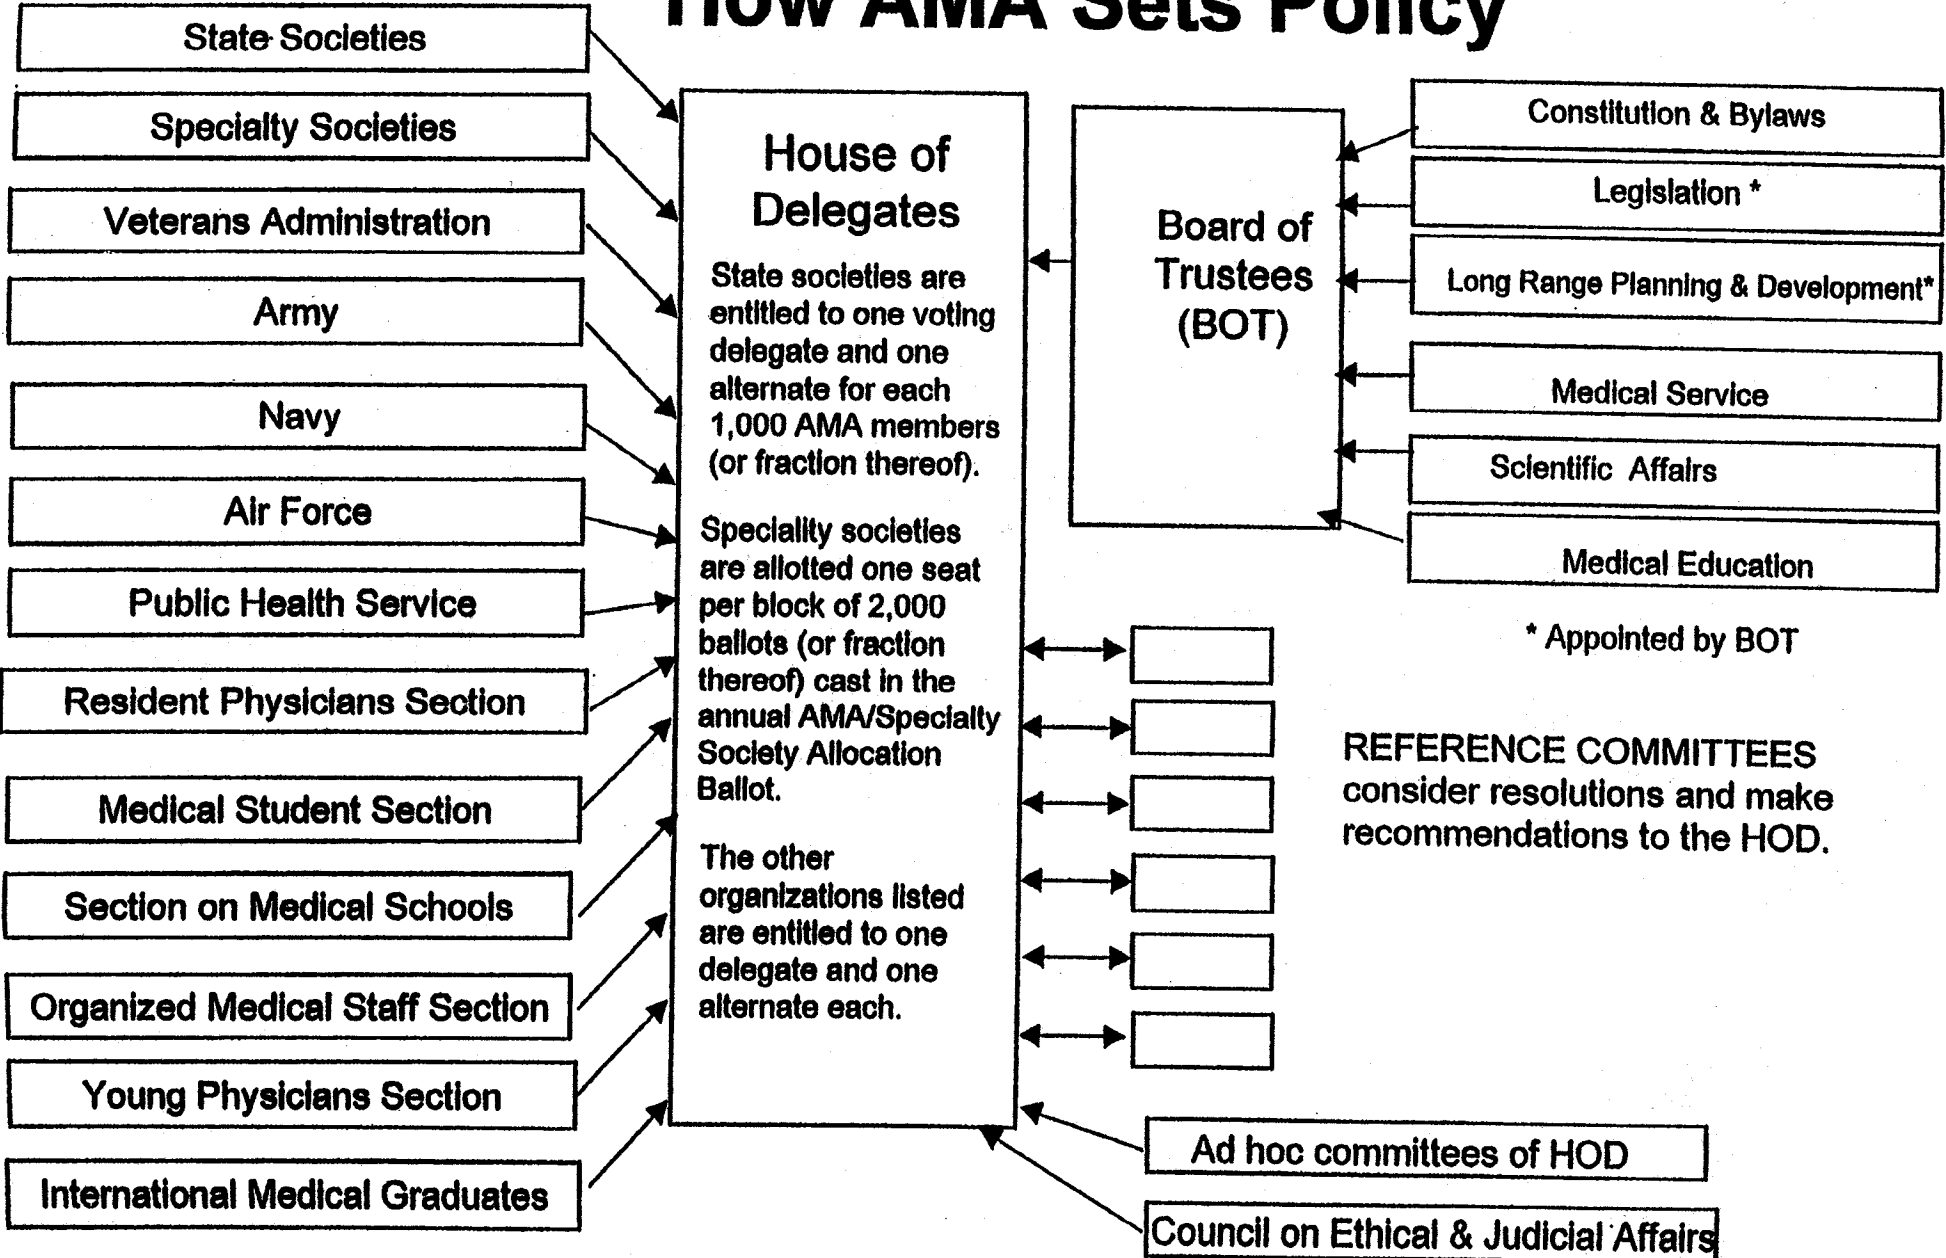 How AMA Sets Policy
State Societies
Specialty Societies
Veterans Administration
Army
Navy
Air Force
Public Health Service
Resident Physicians Section
Medical Student Section
Section on Medical Schools
Organized Medical Staff Section
Young Physicians Section
International Medical Graduates
House of
Delegates
State societies are
entitled to one voting
delegate and one
alternate for each
1,000 AMA members
(or fraction thereof).
Speciality societies
are allotted one seat
per block of 2,000
ballots (or fraction
thereof) cast in the
annual AMA/Specialty
Society Allocation
Ballot.
The other
organizations listed
are entitled to one
delegate and one
alternate each.
Board of
Trustees
(BOT)
Constitution & Bylaws
Legislation *
Long Range Planning & Development*
Medical Service
Scientific Affairs
Medical Education
* Appointed by BOT
REFERENCE COMMITTEES
consider resolutions and make
recommendations to the HOD.
Ad hoc committees of HOD
Council on Ethical & Judicial Affairs